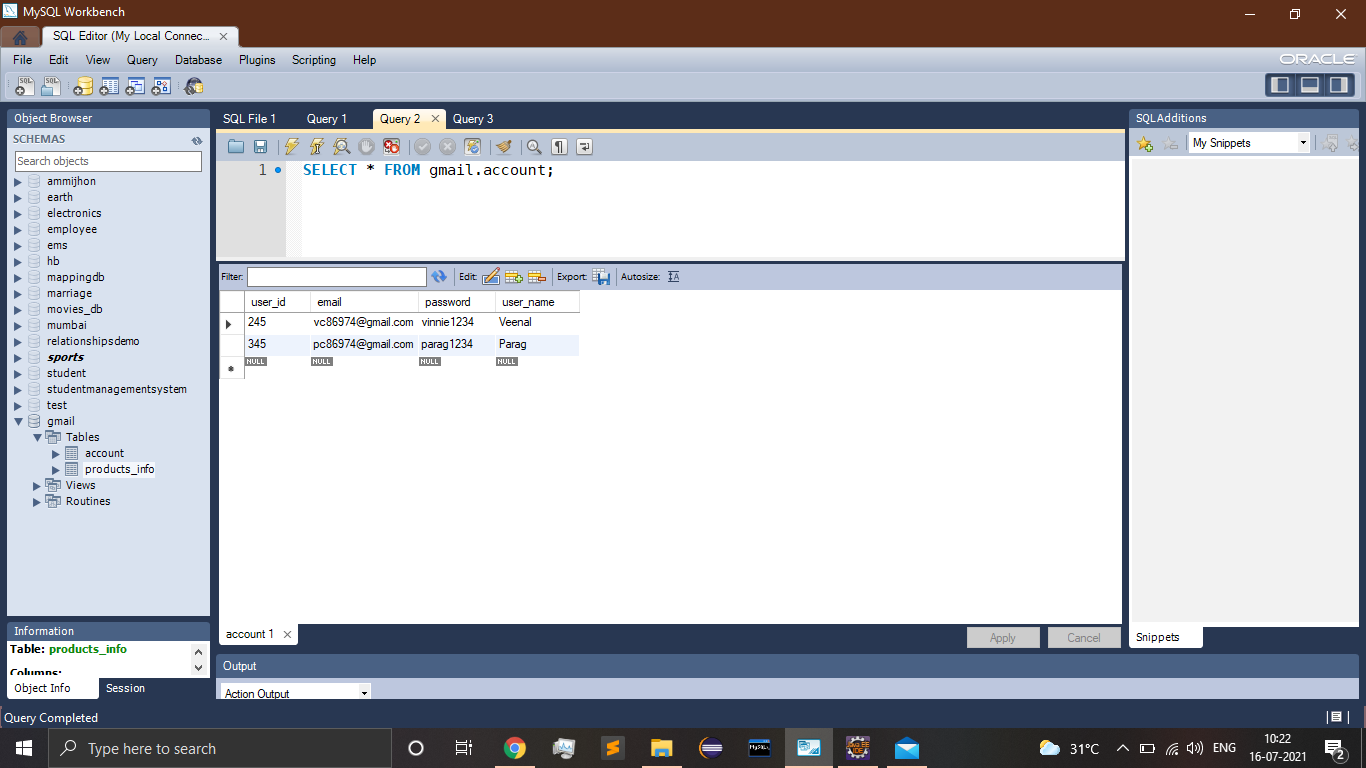 MySQL Workbench
SQL Editor (My Local Connec...
File Edit View Query Database Plugins Scripting Help
ORACLE
Object Browser
SCHEMAS
Search objects
ammijhon
earth
electronics
employee
ems
hb
mappingdb
marriage
movies_db
mumbai
relationshipsdemo
sports
student
studentmanagementsystem
test
gmail
Tables
account
products_info
Views
Routines
Information
Table: products_info
Columns:
Object Info Session
SQL File 1 Query 1 Query 2 Query 3
1 SELECT * FROM gmail.account;
Filter: Edit: Export: Autosize:
user_id email password user_name
245 vc86974@gmail.com vinnie1234 Veenal
345 pc86974@gmail.com parag1234 Parag
NULL NULL NULL NULL
account 1
Apply Cancel
Output
Action Output
SQLAdditions
My Snippets
Snippets
Query Completed
Type here to search
31°C ENG
10:22
16-07-2021
2